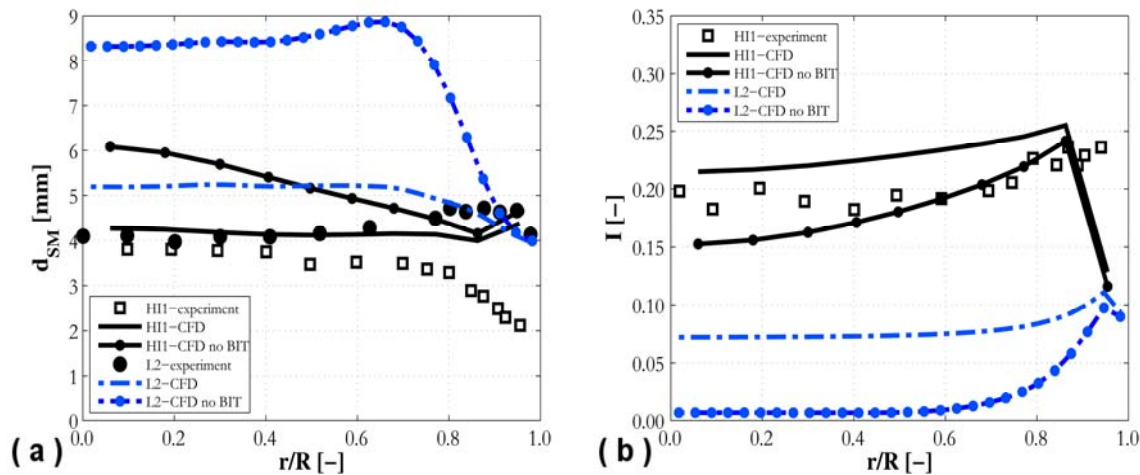 9
8
7
6
5
4
3
2
1
0
d_SM [mm]
HI1-experiment
HI1-CFD
HI1-CFD no BIT
L2-experiment
L2-CFD
L2-CFD no BIT
0.0 0.2 0.4 0.6 0.8 1.0
r/R [-]
( a )
0.35
0.30
0.25
0.20
0.15
0.10
0.05
0.00
I [-]
HI1-experiment
HI1-CFD
HI1-CFD no BIT
L2-CFD
L2-CFD no BIT
0.0 0.2 0.4 0.6 0.8 1.0
r/R [-]
( b )